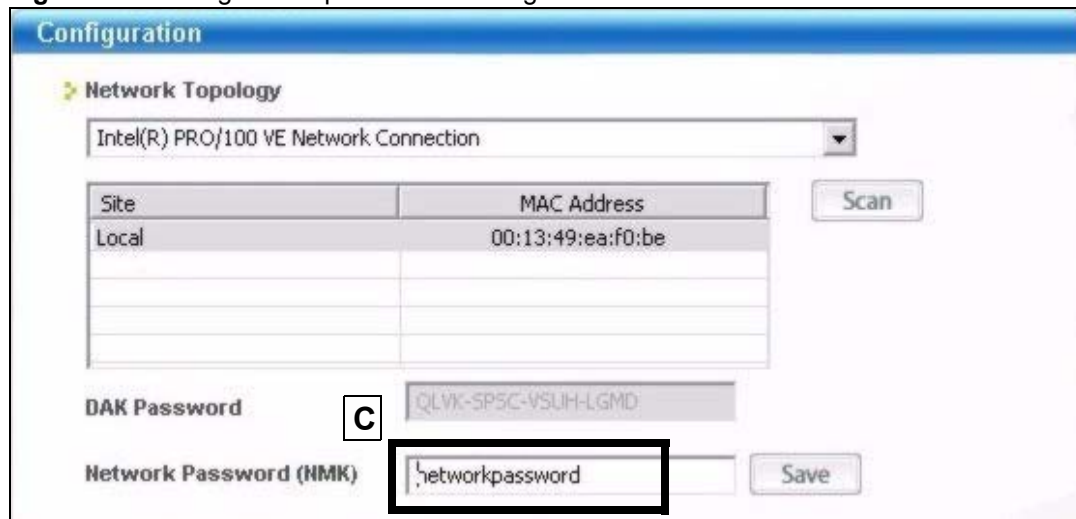 Configuration
Network Topology
Intel(R) PRO/100 VE Network Connection
Site MAC Address Scan
Local 00:13:49:ea:f0:be
DAK Password QLVK-SPSC-VSUH-LGMD
C
Network Password (NMK) networkpassword Save